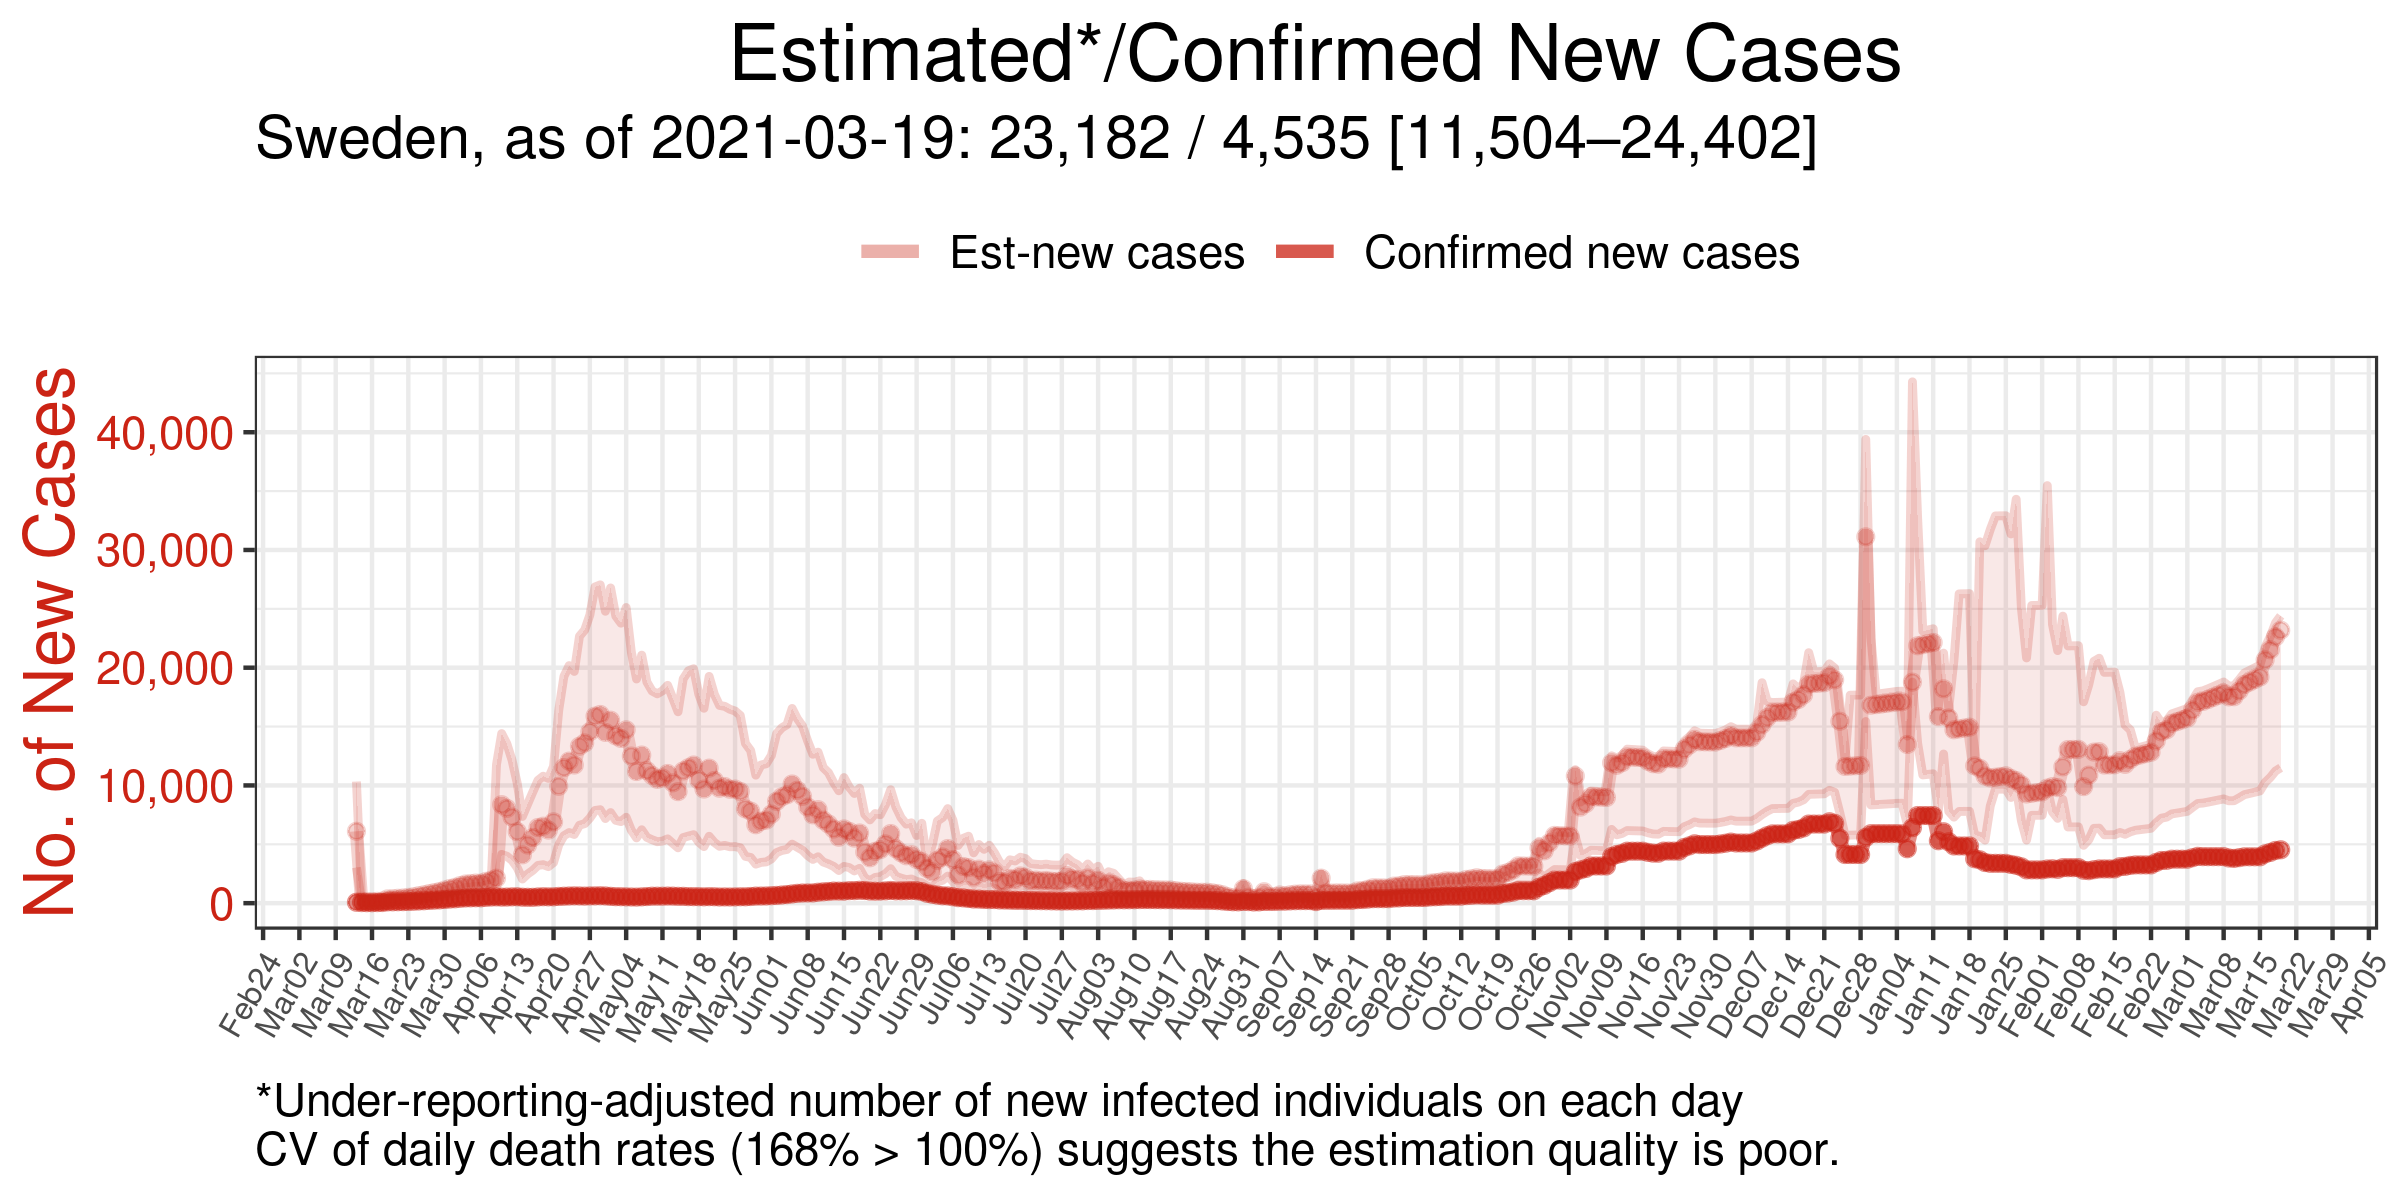 Estimated*/Confirmed New Cases
Sweden, as of 2021-03-19: 23,182 / 4,535 [11,504–24,402]
Est-new cases
Confirmed new cases
No. of New Cases
40,000
30,000
20,000
10,000
0
Feb24
Mar02
Mar09
Mar16
Mar23
Mar30
Apr06
Apr13
Apr20
Apr27
May04
May11
May18
May25
Jun01
Jun08
Jun15
Jun22
Jun29
Jul06
Jul13
Jul20
Jul27
Aug03
Aug10
Aug17
Aug24
Aug31
Sep07
Sep14
Sep21
Sep28
Oct05
Oct12
Oct19
Oct26
Nov02
Nov09
Nov16
Nov23
Nov30
Dec07
Dec14
Dec21
Dec28
Jan04
Jan11
Jan18
Jan25
Feb01
Feb08
Feb15
Feb22
Mar01
Mar08
Mar15
Mar22
Mar29
Apr05
*Under-reporting-adjusted number of new infected individuals on each day
CV of daily death rates (168% > 100%) suggests the estimation quality is poor.